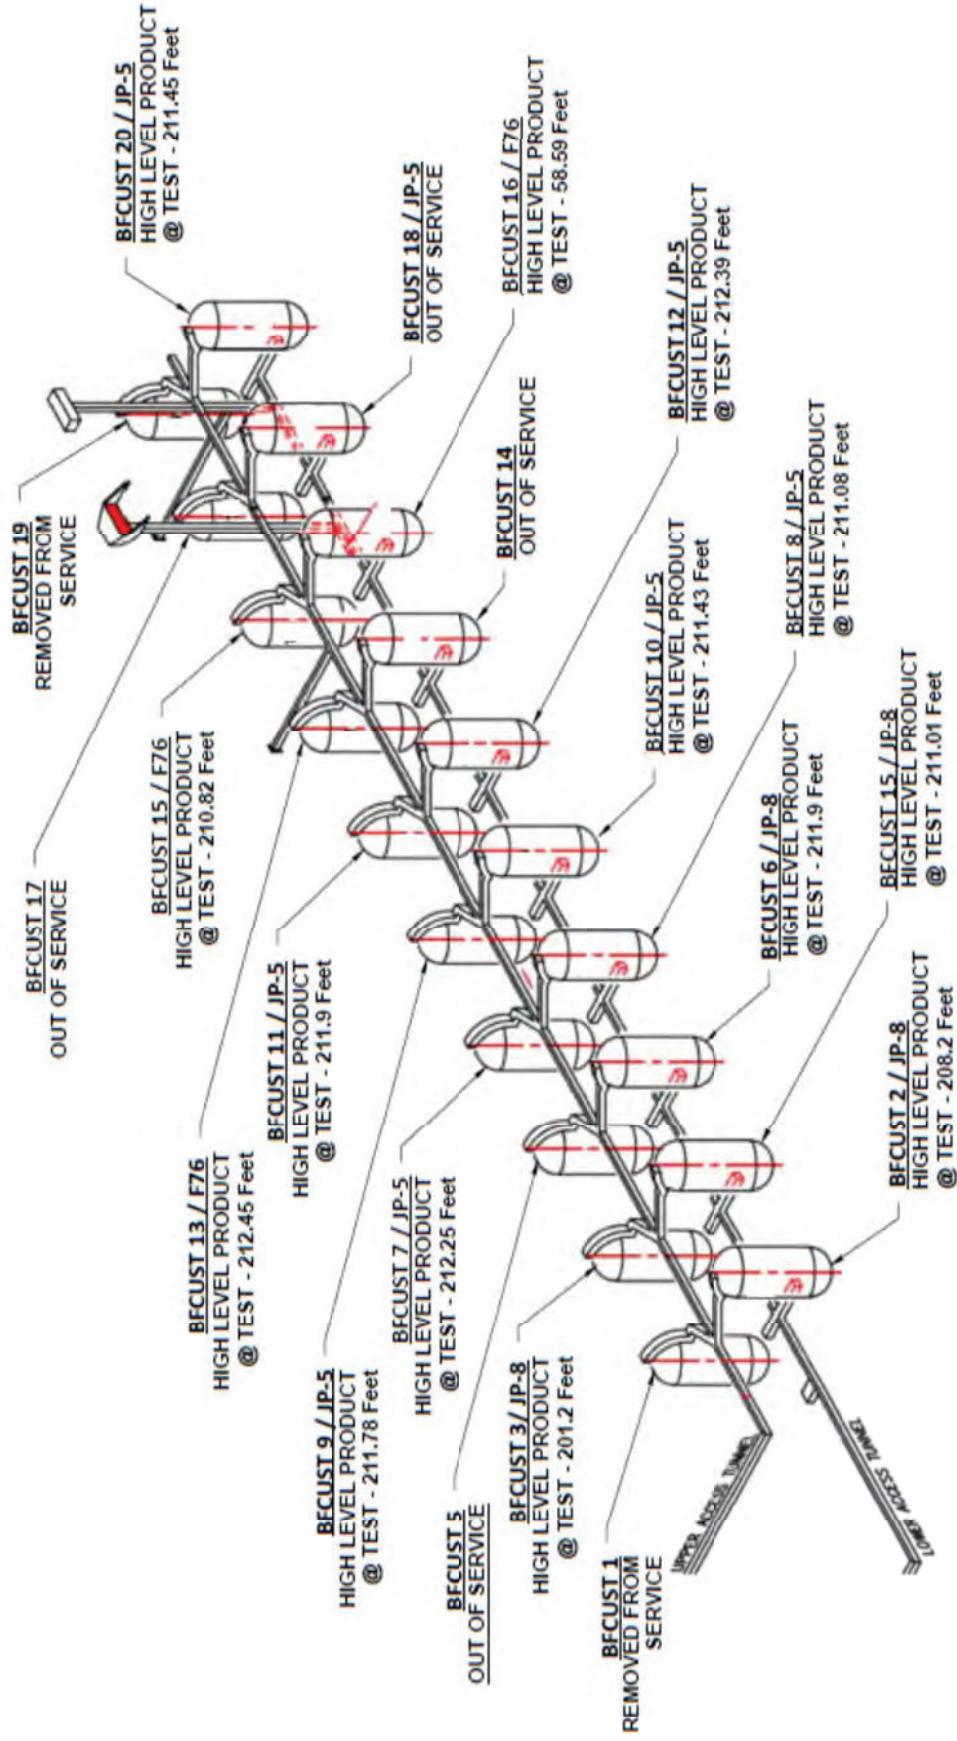 BFCUST 19
REMOVED FROM
SERVICE
BFCUST 17
OUT OF SERVICE
BFCUST 15 / F76
HIGH LEVEL PRODUCT
@ TEST - 210.82 Feet
BFCUST 13 / F76
HIGH LEVEL PRODUCT
@ TEST - 212.45 Feet
BFCUST 11 / JP-5
HIGH LEVEL PRODUCT
@ TEST - 211.9 Feet
BFCUST 9 / JP-5
HIGH LEVEL PRODUCT
@ TEST - 211.78 Feet
BFCUST 7 / JP-5
HIGH LEVEL PRODUCT
@ TEST - 212.25 Feet
BFCUST 5
OUT OF SERVICE
BFCUST 3/ JP-8
HIGH LEVEL PRODUCT
@ TEST - 201.2 Feet
BFCUST 1
REMOVED FROM
SERVICE
UPPER ACCESS TUNNEL
LOWER ACCESS TUNNEL
BFCUST 20 / JP-5
HIGH LEVEL PRODUCT
@ TEST - 211.45 Feet
BFCUST 18 / JP-5
OUT OF SERVICE
BFCUST 16 / F76
HIGH LEVEL PRODUCT
@ TEST - 58.59 Feet
BFCUST 14
OUT OF SERVICE
BFCUST 12 / JP-5
HIGH LEVEL PRODUCT
@ TEST - 212.39 Feet
BFCUST 10 / JP-5
HIGH LEVEL PRODUCT
@ TEST - 211.43 Feet
BFCUST 8 / JP-5
HIGH LEVEL PRODUCT
@ TEST - 211.08 Feet
BFCUST 6 / JP-8
HIGH LEVEL PRODUCT
@ TEST - 211.9 Feet
BFCUST 15 / JP-8
HIGH LEVEL PRODUCT
@ TEST - 211.01 Feet
BFCUST 2 / JP-8
HIGH LEVEL PRODUCT
@ TEST - 208.2 Feet